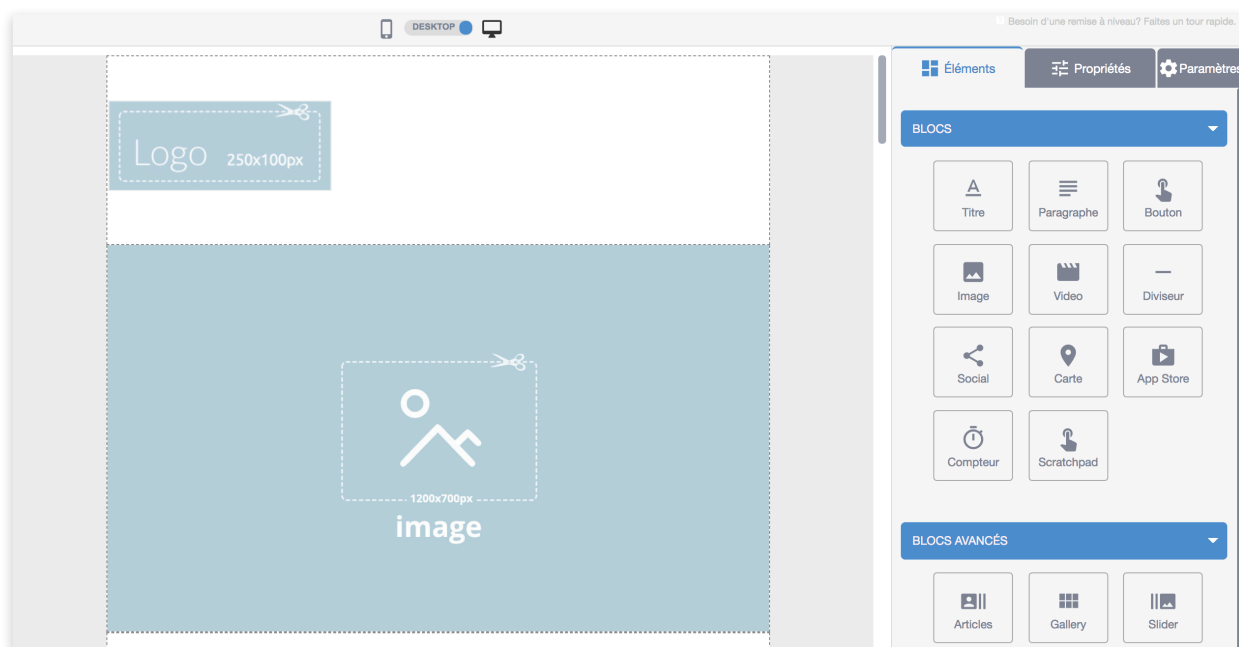 DESKTOP
Besoin d'une remise à niveau? Faites un tour rapide.
Éléments
Propriétés
Paramètres
Logo 250x100px
1200x700px
image
BLOCS
Titre
Paragraphe
Bouton
Image
Video
Diviseur
Social
Carte
App Store
Compteur
Scratchpad
BLOCS AVANCÉS
Articles
Gallery
Slider